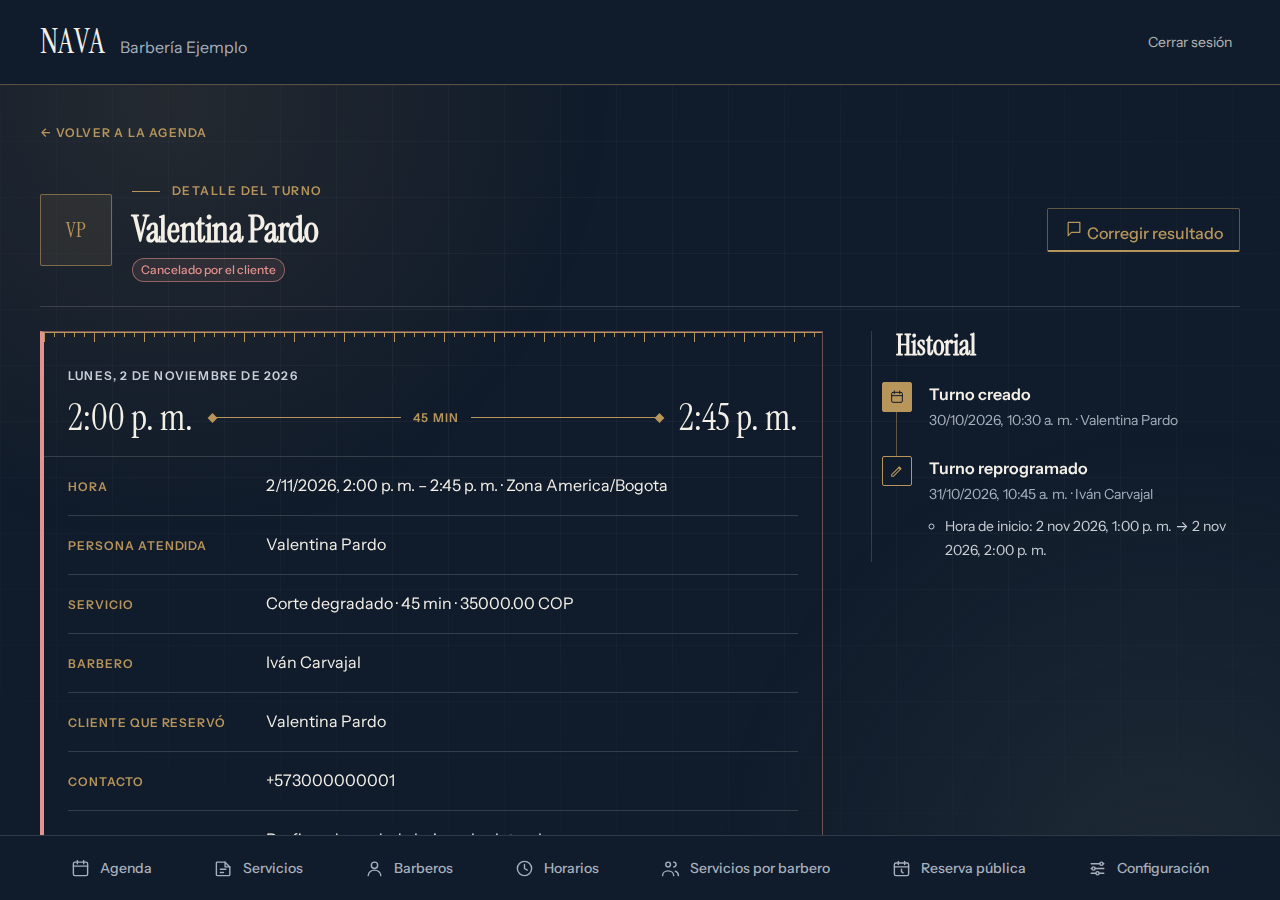 NAVA Barbería Ejemplo
Cerrar sesión
← VOLVER A LA AGENDA
VP
DETALLE DEL TURNO
Valentina Pardo
Cancelado por el cliente
Corregir resultado
LUNES, 2 DE NOVIEMBRE DE 2026
2:00 p. m. 45 MIN 2:45 p. m.
HORA 2/11/2026, 2:00 p. m. – 2:45 p. m. · Zona America/Bogota
PERSONA ATENDIDA Valentina Pardo
SERVICIO Corte degradado · 45 min · 35000.00 COP
BARBERO Iván Carvajal
CLIENTE QUE RESERVÓ Valentina Pardo
CONTACTO +573000000001
Historial
Turno creado
30/10/2026, 10:30 a. m. · Valentina Pardo
Turno reprogramado
31/10/2026, 10:45 a. m. · Iván Carvajal
Hora de inicio: 2 nov 2026, 1:00 p. m. → 2 nov
2026, 2:00 p. m.
Agenda
Servicios
Barberos
Horarios
Servicios por barbero
Reserva pública
Configuración